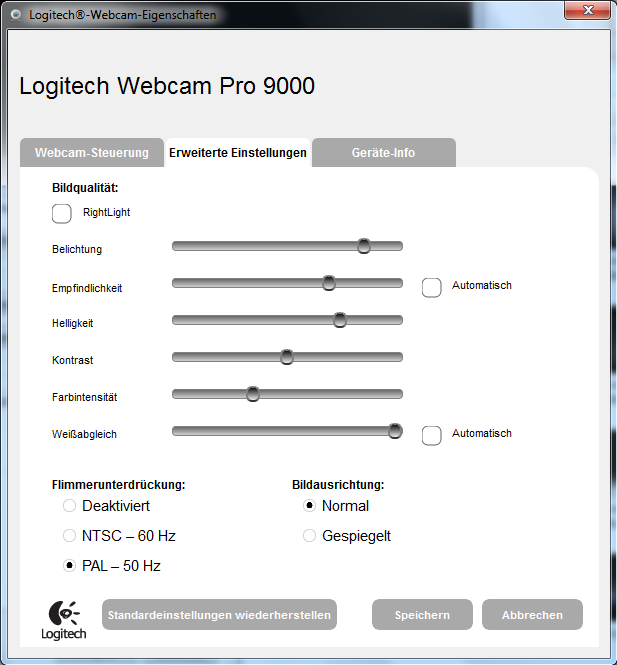 Logitech®-Webcam-Eigenschaften
Logitech Webcam Pro 9000
Webcam-Steuerung Erweiterte Einstellungen Geräte-Info
Bildqualität:
RightLight
Belichtung
Empfindlichkeit Automatisch
Helligkeit
Kontrast
Farbintensität
Weißabgleich Automatisch
Flimmerunterdrückung: Bildausrichtung:
Deaktiviert Normal
NTSC – 60 Hz Gespiegelt
PAL – 50 Hz
Logitech Standardeinstellungen wiederherstellen Speichern Abbrechen